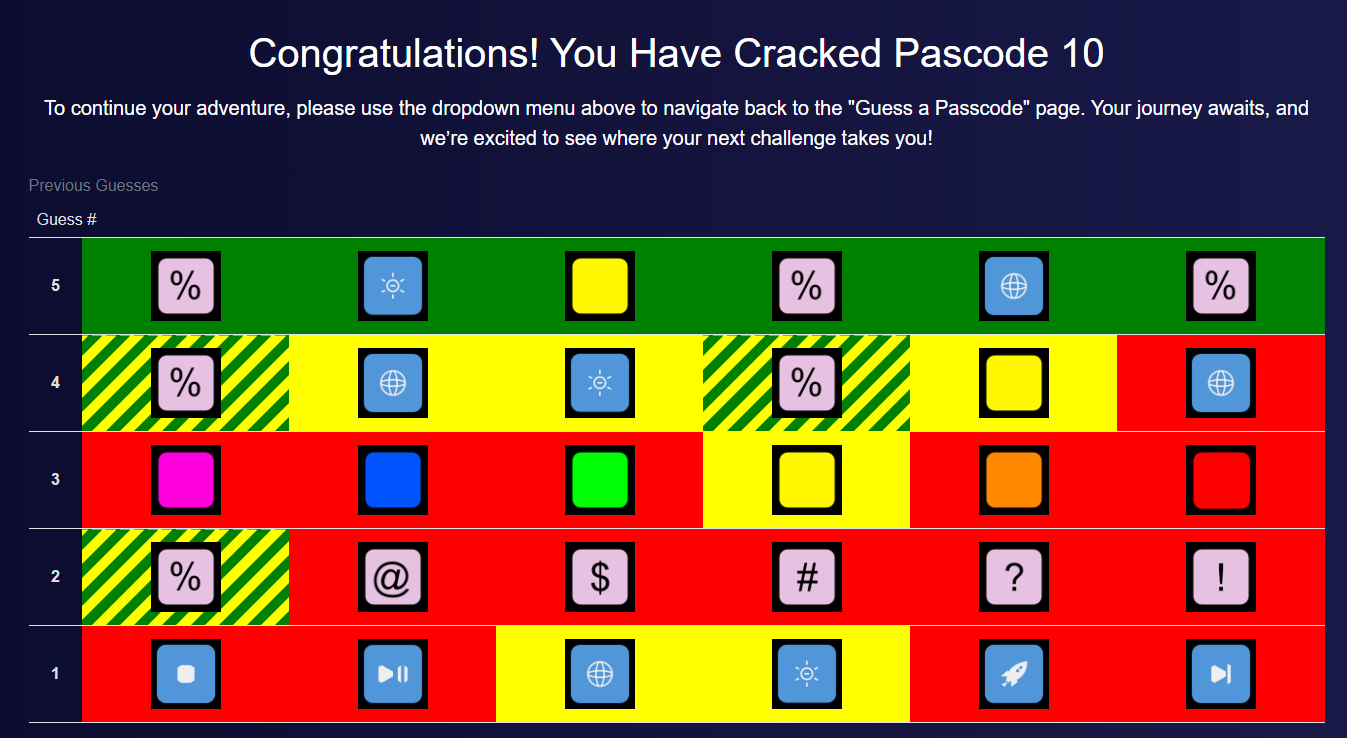 Congratulations! You Have Cracked Pascode 10
To continue your adventure, please use the dropdown menu above to navigate back to the "Guess a Passcode" page. Your journey awaits, and
we're excited to see where your next challenge takes you!
Previous Guesses
Guess #
5 % % %
4 % %
3
2 % @ $ # ? !
1